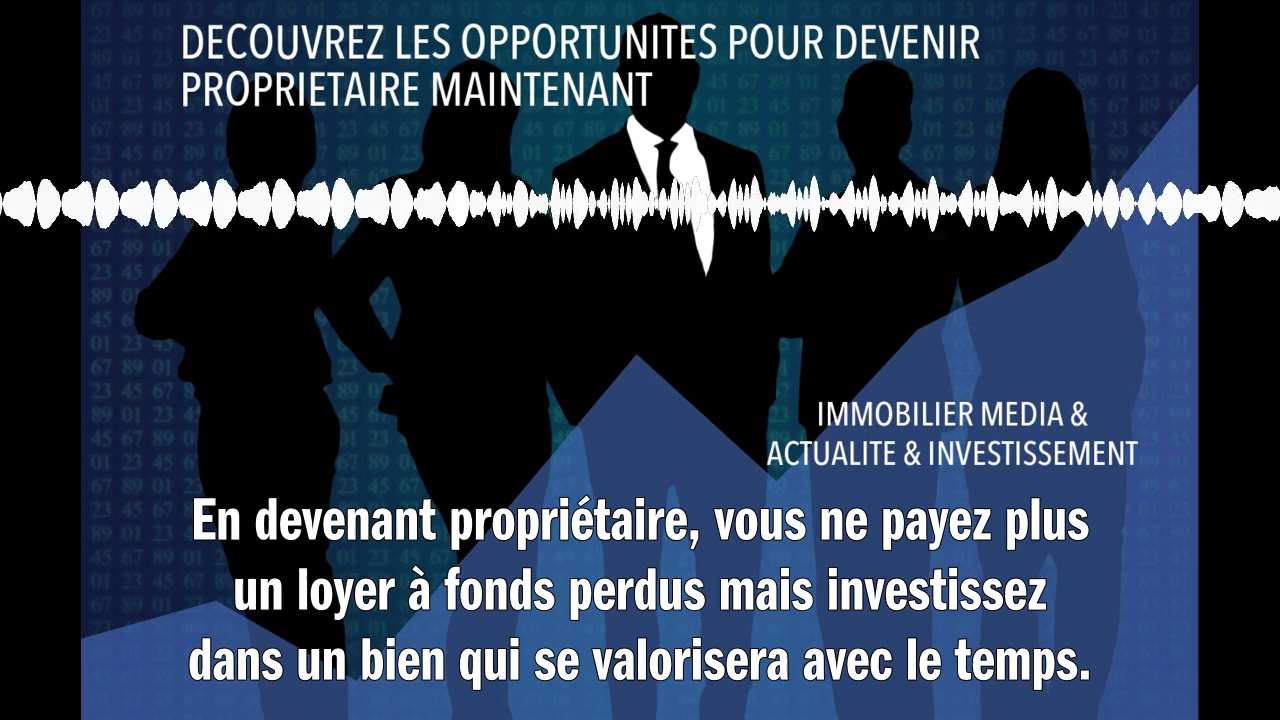 DECOUVREZ LES OPPORTUNITES POUR DEVENIR
PROPRIETAIRE MAINTENANT
IMMOBILIER MEDIA &
ACTUALITE & INVESTISSEMENT
En devenant propriétaire, vous ne payez plus
un loyer à fonds perdus mais investissez
dans un bien qui se valorisera avec le temps.